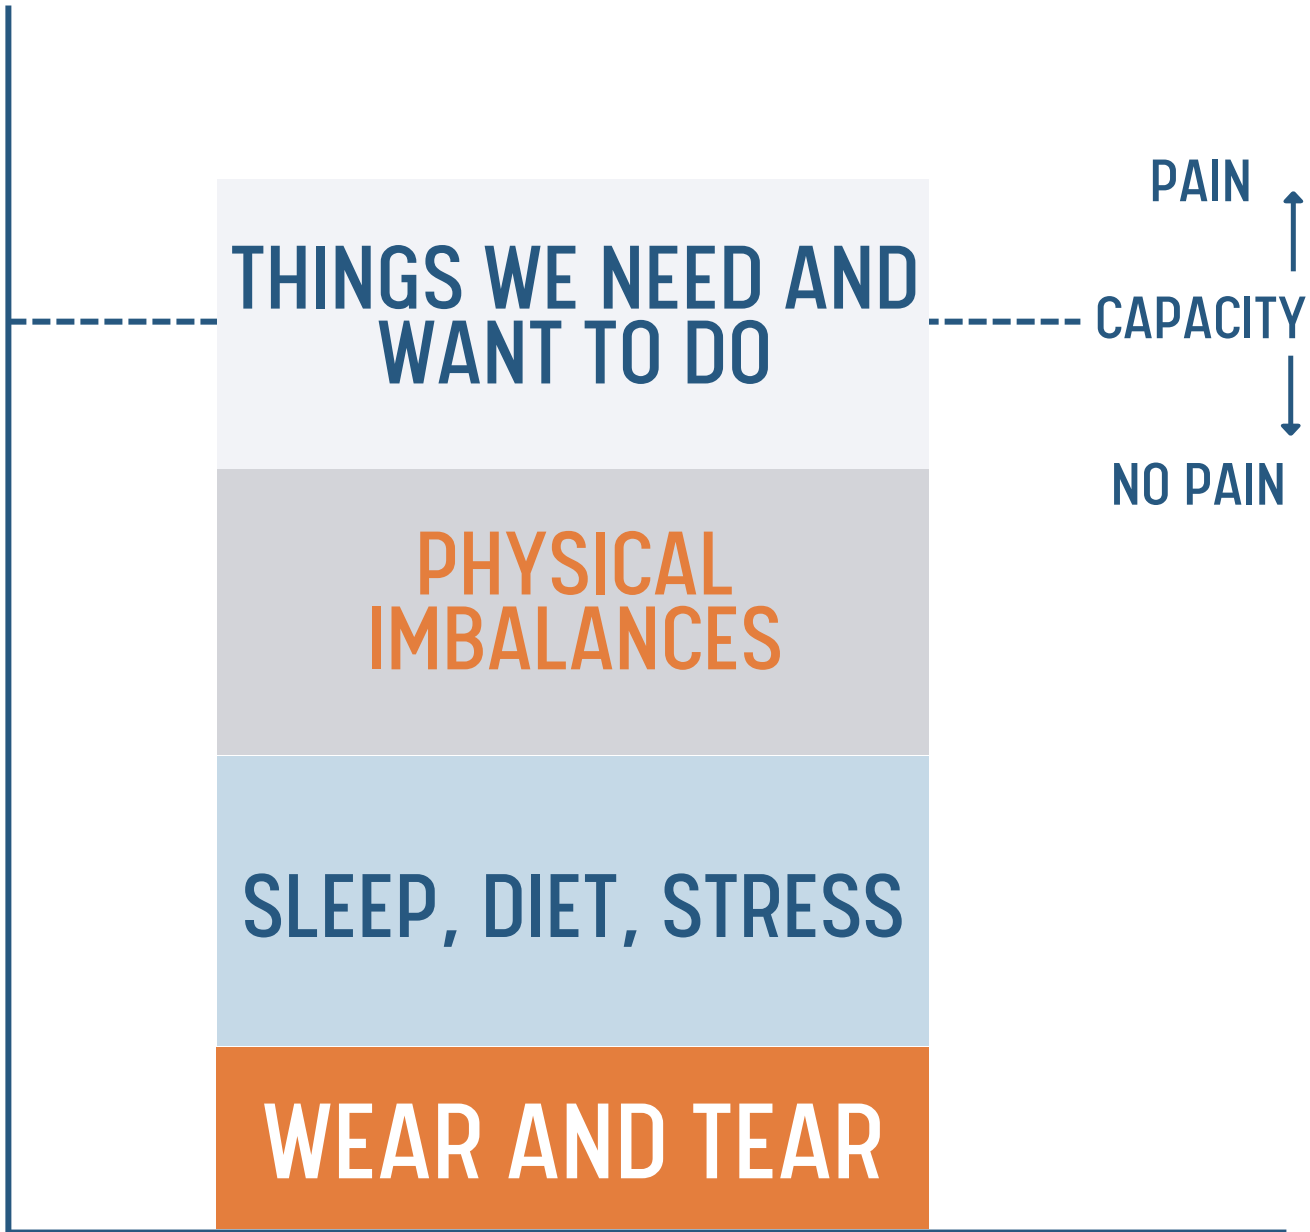 PAIN
THINGS WE NEED AND
WANT TO DO
CAPACITY
NO PAIN
PHYSICAL
IMBALANCES
SLEEP, DIET, STRESS
WEAR AND TEAR